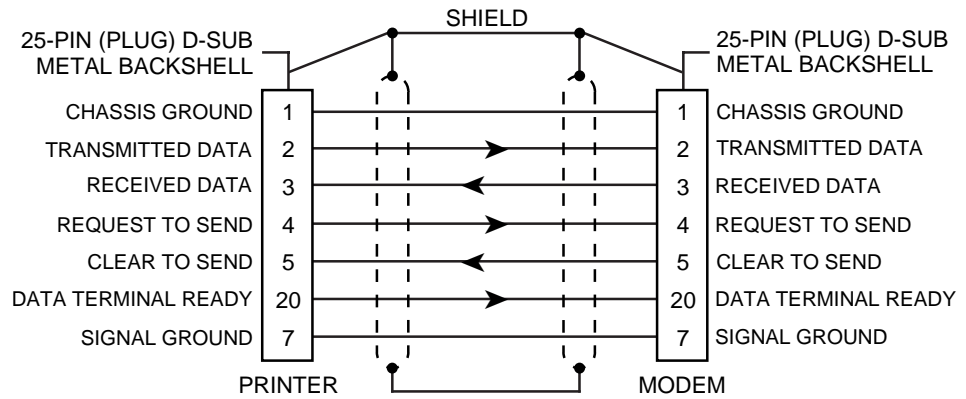 SHIELD
25-PIN (PLUG) D-SUB
METAL BACKSHELL
25-PIN (PLUG) D-SUB
METAL BACKSHELL
CHASSIS GROUND 1 1 CHASSIS GROUND
TRANSMITTED DATA 2 2 TRANSMITTED DATA
RECEIVED DATA 3 3 RECEIVED DATA
REQUEST TO SEND 4 4 REQUEST TO SEND
CLEAR TO SEND 5 5 CLEAR TO SEND
DATA TERMINAL READY 20 20 DATA TERMINAL READY
SIGNAL GROUND 7 7 SIGNAL GROUND
PRINTER MODEM